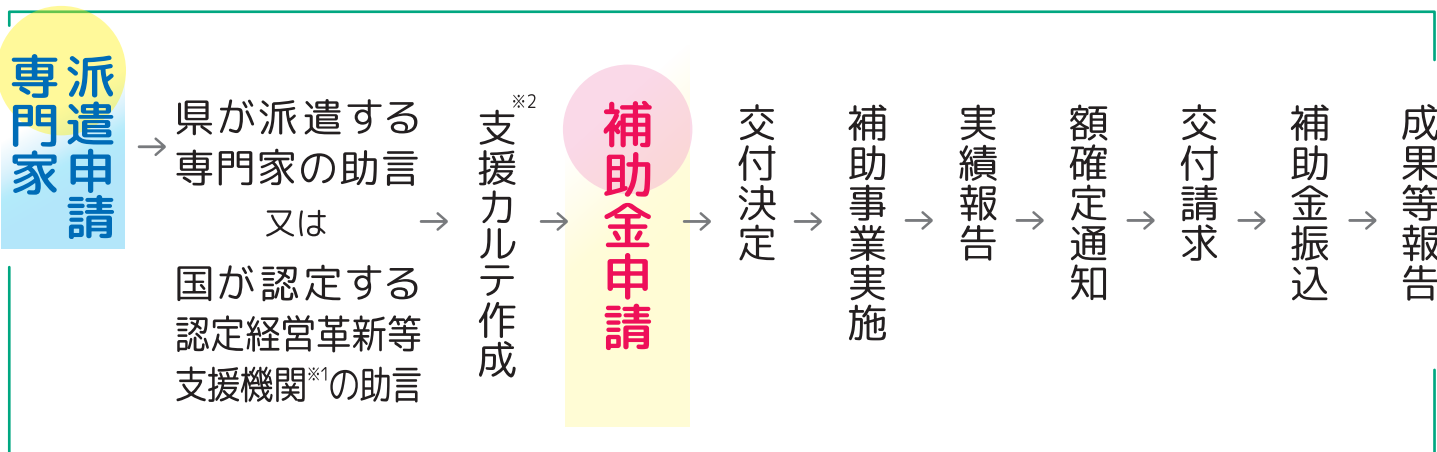 専門家
派遣申請
→
県が派遣する
専門家の助言
又は
国が認定する
認定経営革新等
支援機関※1の助言
→
支援カルテ作成※2
→
補助金申請
→
交付決定
→
補助事業実施
→
実績報告
→
額確定通知
→
交付請求
→
補助金振込
→
成果等報告